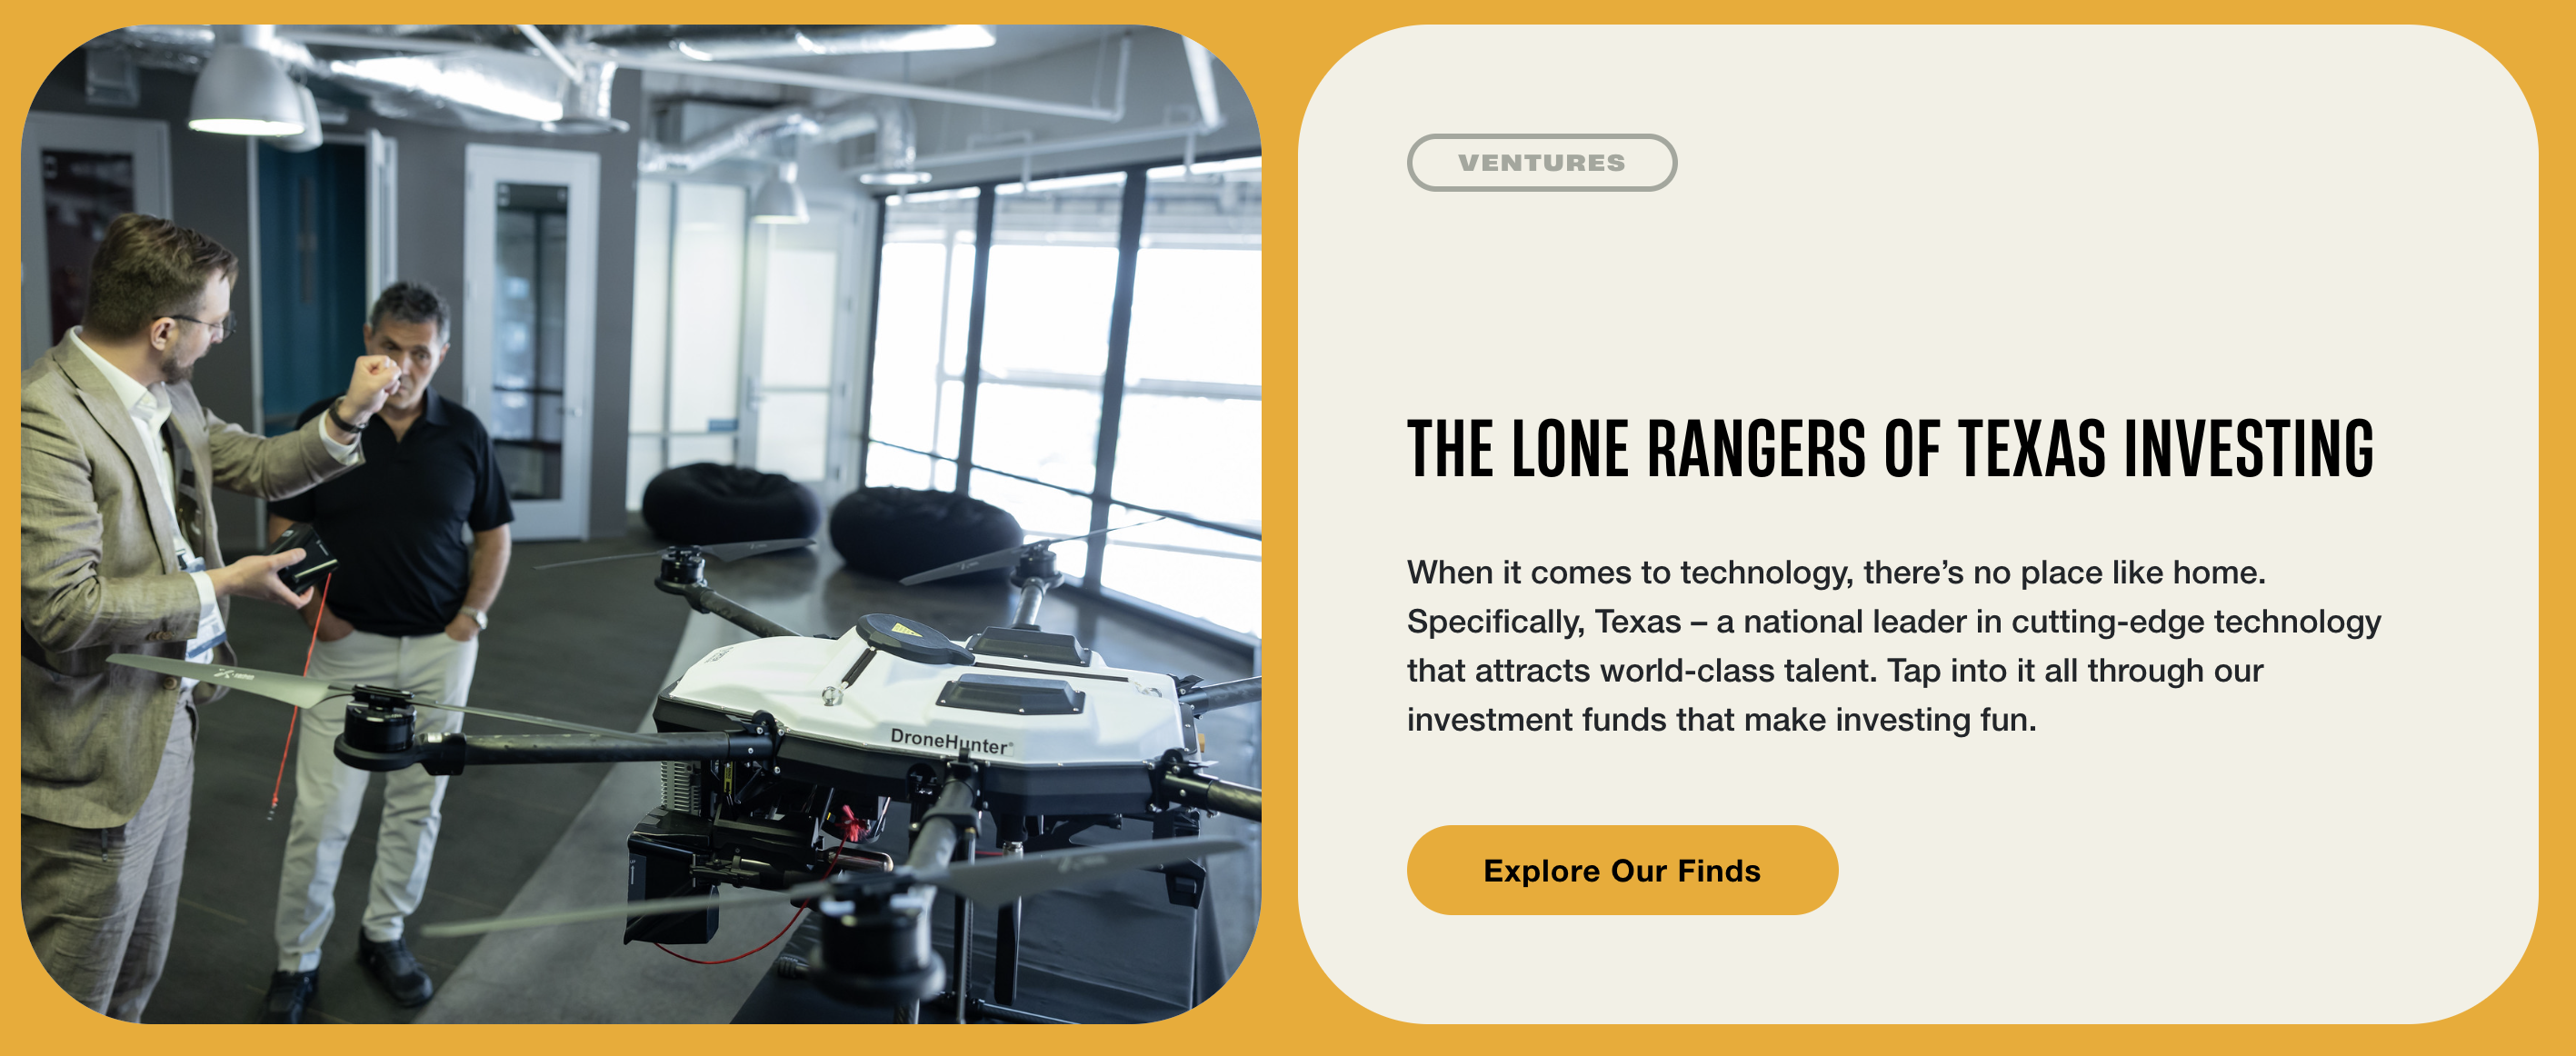 VENTURES
THE LONE RANGERS OF TEXAS INVESTING
When it comes to technology, there’s no place like home.
Specifically, Texas – a national leader in cutting-edge technology
that attracts world-class talent. Tap into it all through our
investment funds that make investing fun.
Explore Our Finds
DroneHunter®